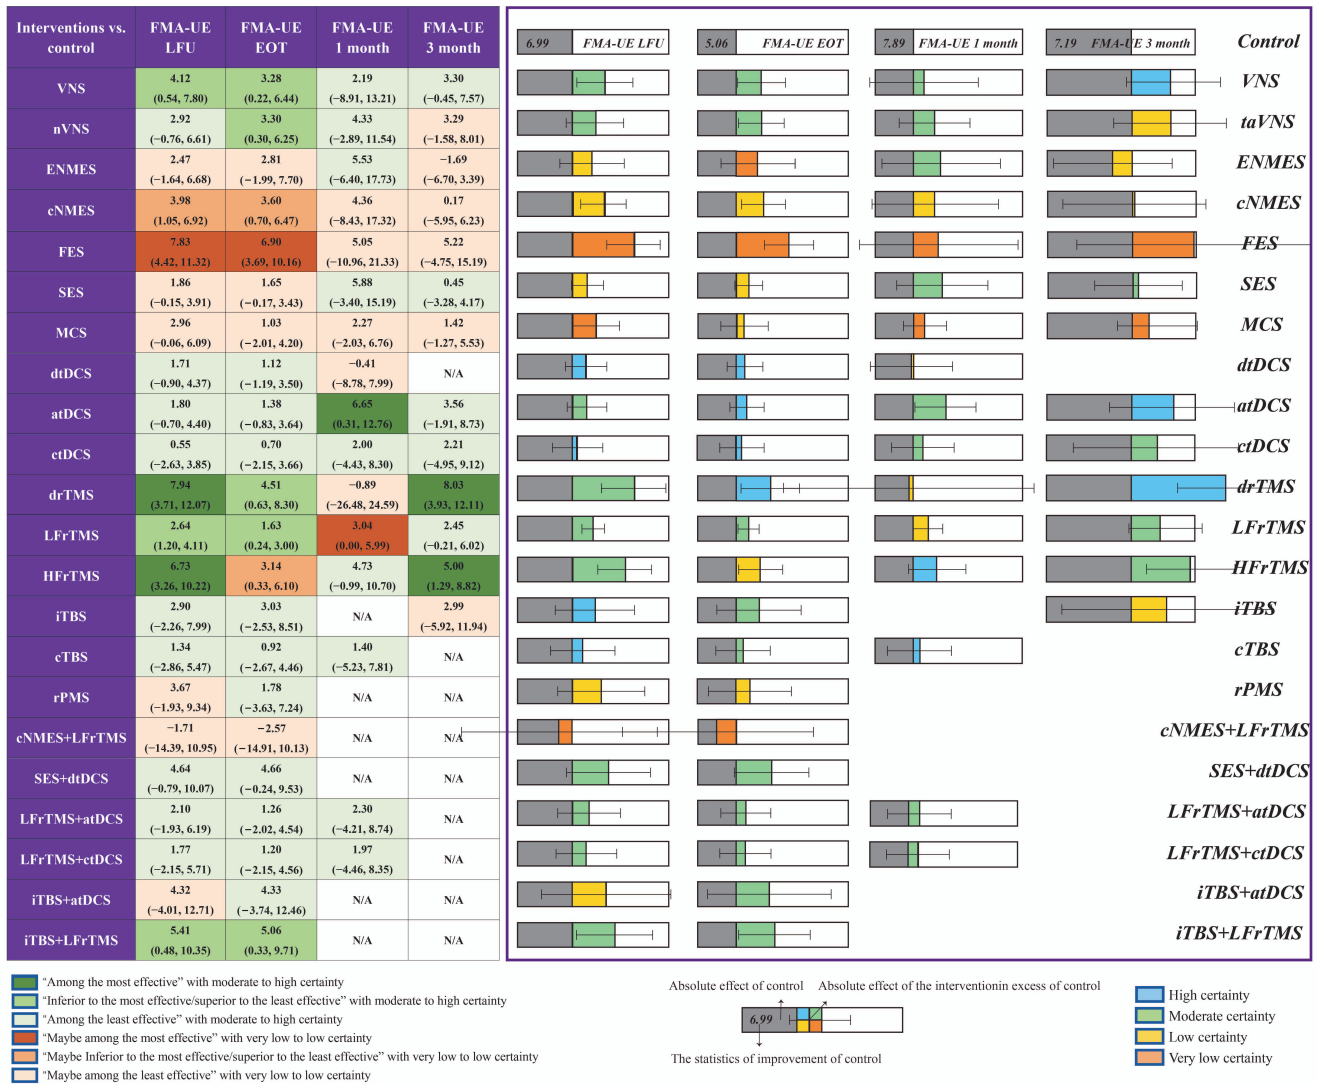 Interventions vs. control FMA-UE LFU FMA-UE EOT FMA-UE 1 month FMA-UE 3 month
VNS 4.12 (0.54, 7.80) 3.28 (0.22, 6.44) 2.19 (−8.91, 13.21) 3.30 (−0.45, 7.57)
nVNS 2.92 (−0.76, 6.61) 3.30 (0.30, 6.25) 4.33 (−2.89, 11.54) 3.29 (−1.58, 8.01)
ENMES 2.47 (−1.64, 6.68) 2.81 (−1.99, 7.70) 5.53 (−6.40, 17.73) −1.69 (−6.70, 3.39)
cNMES 3.98 (1.05, 6.92) 3.60 (0.70, 6.47) 4.36 (−8.43, 17.32) 0.17 (−5.95, 6.23)
FES 7.83 (4.42, 11.32) 6.90 (3.69, 10.16) 5.05 (−10.96, 21.33) 5.22 (−4.75, 15.19)
SES 1.86 (−0.15, 3.91) 1.65 (−0.17, 3.43) 5.88 (−3.40, 15.19) 0.45 (−3.28, 4.17)
MCS 2.96 (−0.06, 6.09) 1.03 (−2.01, 4.20) 2.27 (−2.03, 6.76) 1.42 (−1.27, 5.53)
dtDCS 1.71 (−0.90, 4.37) 1.12 (−1.19, 3.50) −0.41 (−8.78, 7.99) N/A
atDCS 1.80 (−0.70, 4.40) 1.38 (−0.83, 3.64) 6.65 (0.31, 12.76) 3.56 (−1.91, 8.73)
ctDCS 0.55 (−2.63, 3.85) 0.70 (−2.15, 3.66) 2.00 (−4.43, 8.30) 2.21 (−4.95, 9.12)
drTMS 7.94 (3.71, 12.07) 4.51 (0.63, 8.30) −0.89 (−26.48, 24.59) 8.03 (3.93, 12.11)
LFrTMS 2.64 (1.20, 4.11) 1.63 (0.24, 3.00) 3.04 (0.00, 5.99) 2.45 (−0.21, 6.02)
HFrTMS 6.73 (3.26, 10.22) 3.14 (0.33, 6.10) 4.73 (−0.99, 10.70) 5.00 (1.29, 8.82)
iTBS 2.90 (−2.26, 7.99) 3.03 (−2.53, 8.51) N/A 2.99 (−5.92, 11.94)
cTBS 1.34 (−2.86, 5.47) 0.92 (−2.67, 4.46) 1.40 (−5.23, 7.81) N/A
rPMS 3.67 (−1.93, 9.34) 1.78 (−3.63, 7.24) N/A N/A
cNMES+LFrTMS −1.71 (−14.39, 10.95) −2.57 (−14.91, 10.13) N/A N/A
SES+dtDCS 4.64 (−0.79, 10.07) 4.66 (−0.24, 9.53) N/A N/A
LFrTMS+atDCS 2.10 (−1.93, 6.19) 1.26 (−2.02, 4.54) 2.30 (−4.21, 8.74) N/A
LFrTMS+ctDCS 1.77 (−2.15, 5.71) 1.20 (−2.15, 4.56) 1.97 (−4.46, 8.35) N/A
iTBS+atDCS 4.32 (−4.01, 12.71) 4.33 (−3.74, 12.46) N/A N/A
iTBS+LFrTMS 5.41 (0.48, 10.35) 5.06 (0.33, 9.71) N/A N/A
6.99 FMA-UE LFU 5.06 FMA-UE EOT 7.89 FMA-UE 1 month 7.19 FMA-UE 3 month Control
VNS
taVNS
ENMES
cNMES
FES
SES
MCS
dtDCS
atDCS
ctDCS
drTMS
LFrTMS
HFrTMS
iTBS
cTBS
rPMS
cNMES+LFrTMS
SES+dtDCS
LFrTMS+atDCS
LFrTMS+ctDCS
iTBS+atDCS
iTBS+LFrTMS
"Among the most effective" with moderate to high certainty
"Inferior to the most effective/superior to the least effective" with moderate to high certainty
"Among the least effective" with moderate to high certainty
"Maybe among the most effective" with very low to low certainty
"Maybe Inferior to the most effective/superior to the least effective" with very low to low certainty
"Maybe among the least effective" with very low to low certainty
Absolute effect of control Absolute effect of the interventionin excess of control
6.99
The statistics of improvement of control
High certainty
Moderate certainty
Low certainty
Very low certainty